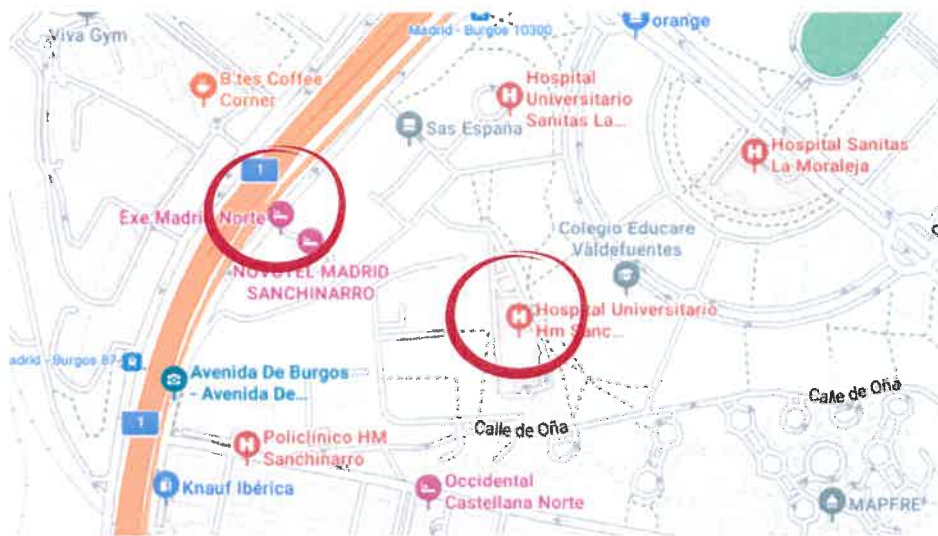 Viva Gym
Madrid - Burgos 10300
orange
B tes Coffee
Corner
Hospital
Universitario
Sanitas La...
Sas España
Hospital Sanitas
La Moraleja
1
Exe Madrid Norte
NOVOTEL MADRID
SANCHINARRO
Colegio Educare
Valdefuentes
Hospital Universitario
Hm Sanc...
adrid - Burgos 87
Avenida De Burgos
- Avenida De...
Calle de Oña
1
Calle de Oña
Policlínico HM
Sanchinarro
Knauf Ibérica
Occidental
Castellana Norte
MAPFRE